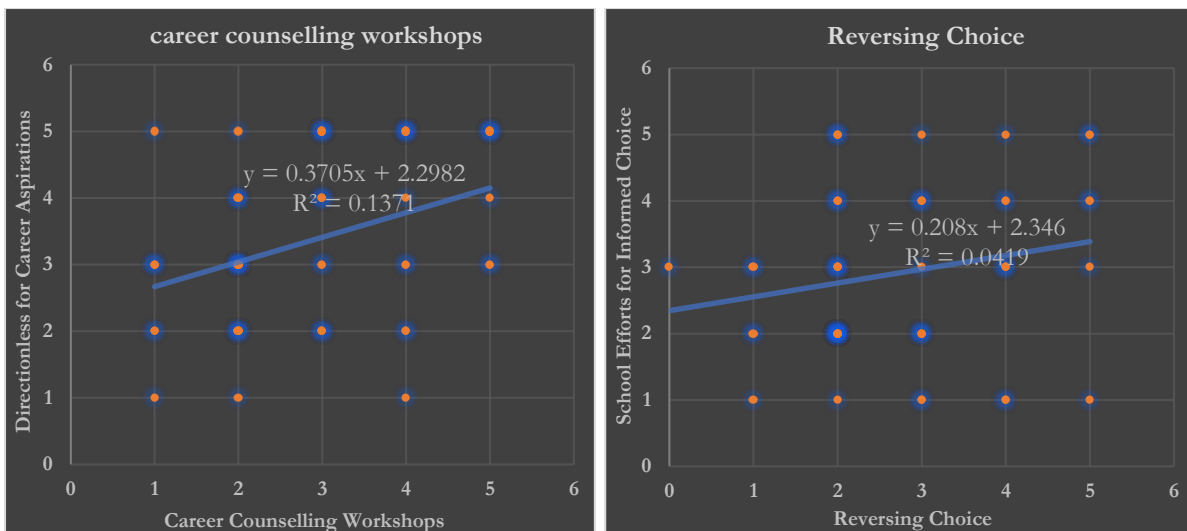 career counselling workshops
6
5
4
3
2
1
0
0 1 2 3 4 5 6
Directionless for Career Aspirations
y = 0.3705x + 2.2982
R² = 0.1371
Career Counselling Workshops
Reversing Choice
6
5
4
3
2
1
0
0 1 2 3 4 5 6
School Efforts for Informed Choice
y = 0.208x + 2.346
R² = 0.0419
Reversing Choice